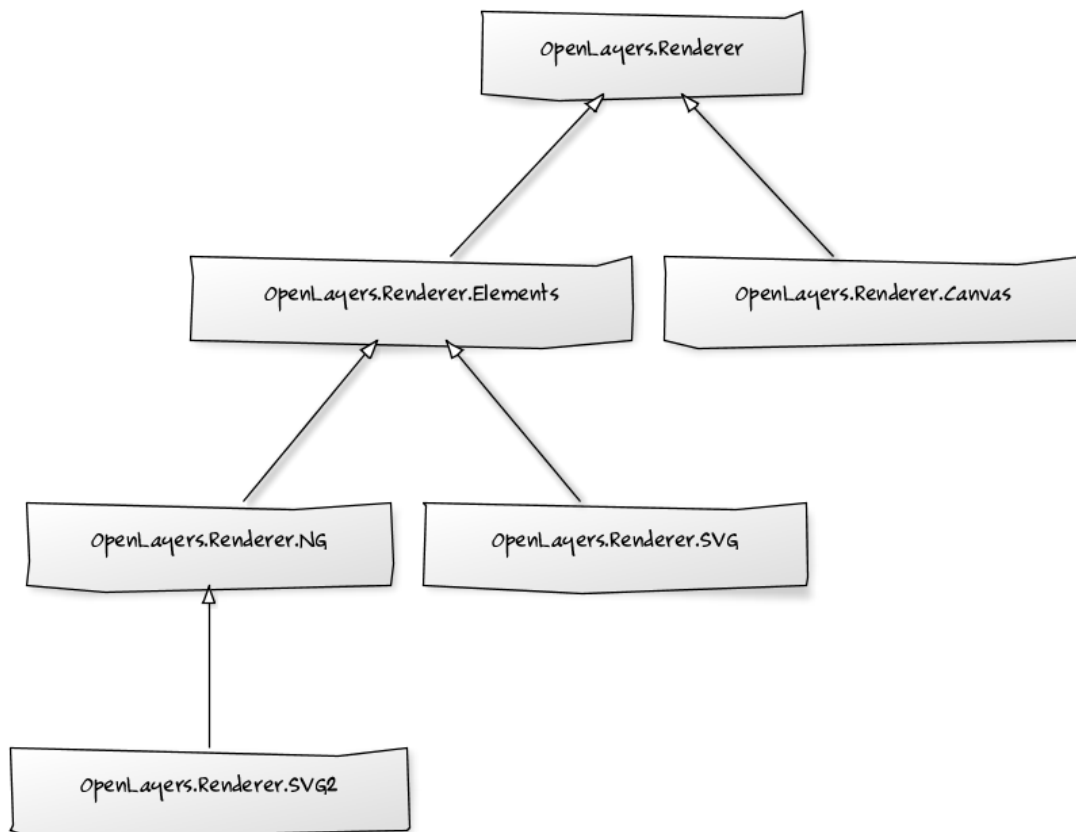 OpenLayers.Renderer
OpenLayers.Renderer.Elements
OpenLayers.Renderer.Canvas
OpenLayers.Renderer.NG
OpenLayers.Renderer.SVG
OpenLayers.Renderer.SVG2